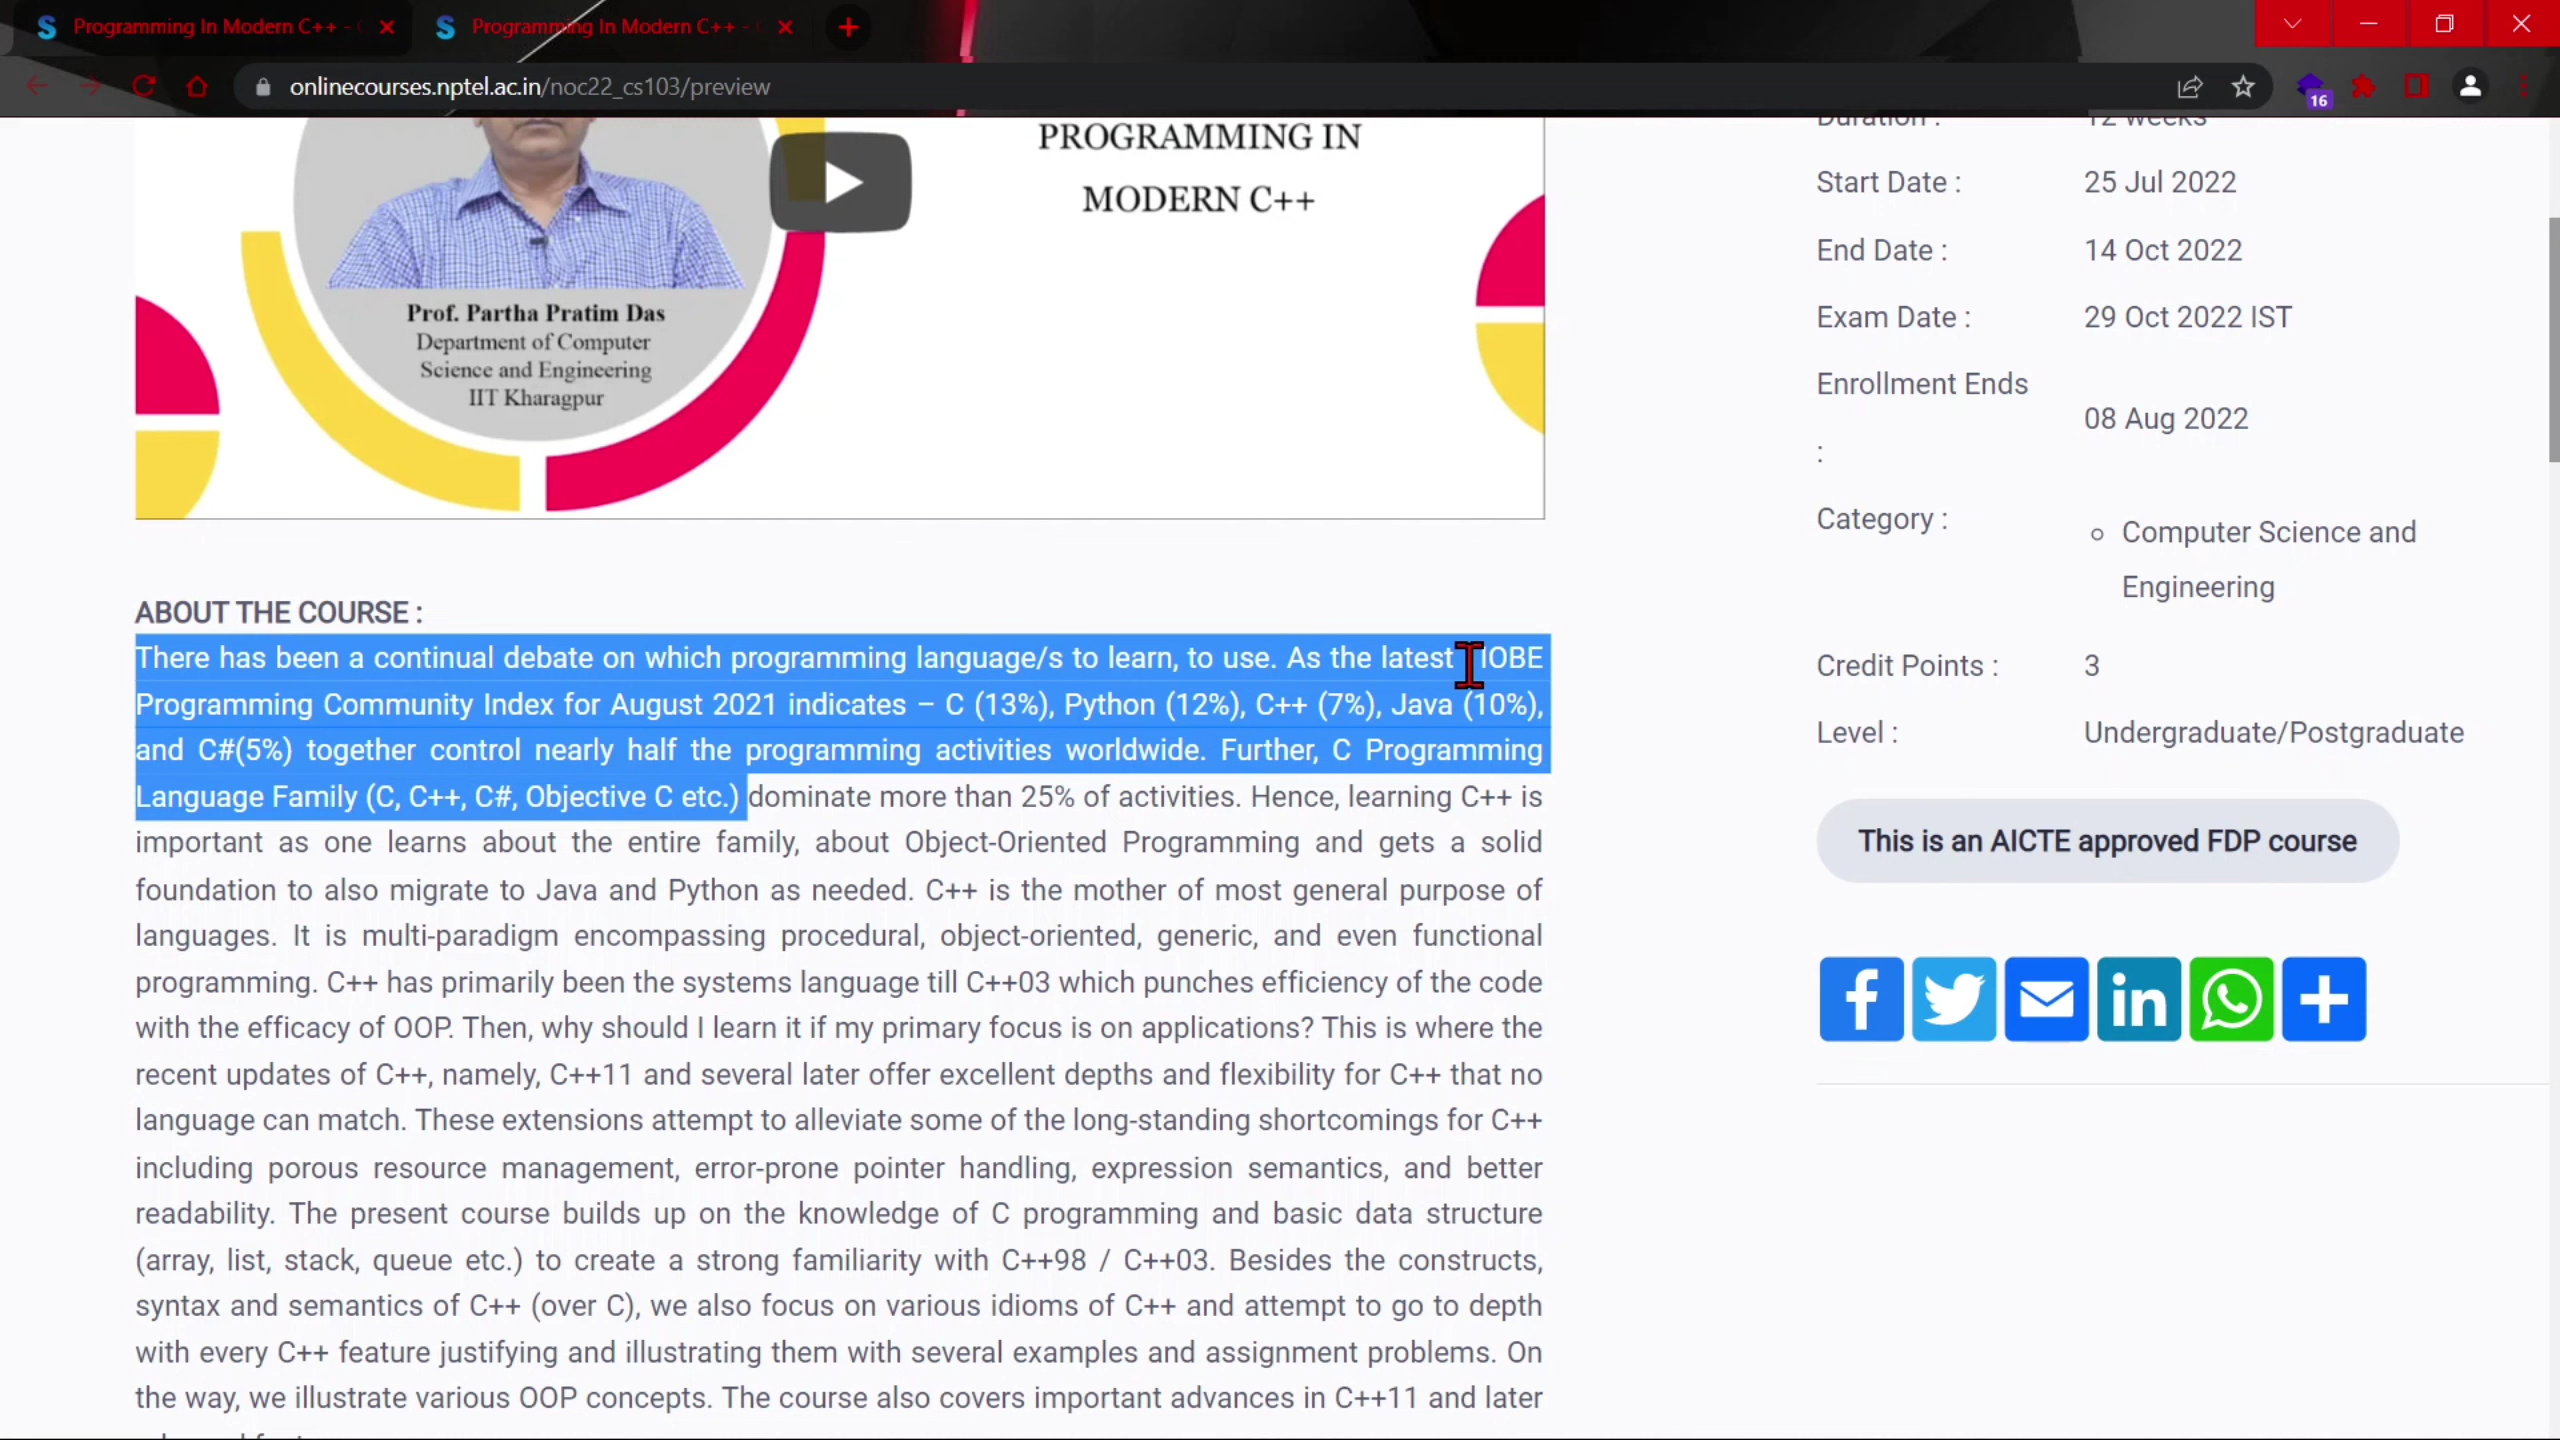 Programming In Modern C++ -
Programming In Modern C++ -
onlinecourses.nptel.ac.in/noc22_cs103/preview
16
PROGRAMMING IN
MODERN C++
Prof. Partha Pratim Das
Department of Computer
Science and Engineering
IIT Kharagpur
Duration : 12 weeks
Start Date : 25 Jul 2022
End Date : 14 Oct 2022
Exam Date : 29 Oct 2022 IST
Enrollment Ends
: 08 Aug 2022
Category : Computer Science and
Engineering
Credit Points : 3
Level : Undergraduate/Postgraduate
This is an AICTE approved FDP course
ABOUT THE COURSE :
There has been a continual debate on which programming language/s to learn, to use. As the latest TIOBE
Programming Community Index for August 2021 indicates – C (13%), Python (12%), C++ (7%), Java (10%),
and C#(5%) together control nearly half the programming activities worldwide. Further, C Programming
Language Family (C, C++, C#, Objective C etc.) dominate more than 25% of activities. Hence, learning C++ is
important as one learns about the entire family, about Object-Oriented Programming and gets a solid
foundation to also migrate to Java and Python as needed. C++ is the mother of most general purpose of
languages. It is multi-paradigm encompassing procedural, object-oriented, generic, and even functional
programming. C++ has primarily been the systems language till C++03 which punches efficiency of the code
with the efficacy of OOP. Then, why should I learn it if my primary focus is on applications? This is where the
recent updates of C++, namely, C++11 and several later offer excellent depths and flexibility for C++ that no
language can match. These extensions attempt to alleviate some of the long-standing shortcomings for C++
including porous resource management, error-prone pointer handling, expression semantics, and better
readability. The present course builds up on the knowledge of C programming and basic data structure
(array, list, stack, queue etc.) to create a strong familiarity with C++98 / C++03. Besides the constructs,
syntax and semantics of C++ (over C), we also focus on various idioms of C++ and attempt to go to depth
with every C++ feature justifying and illustrating them with several examples and assignment problems. On
the way, we illustrate various OOP concepts. The course also covers important advances in C++11 and later